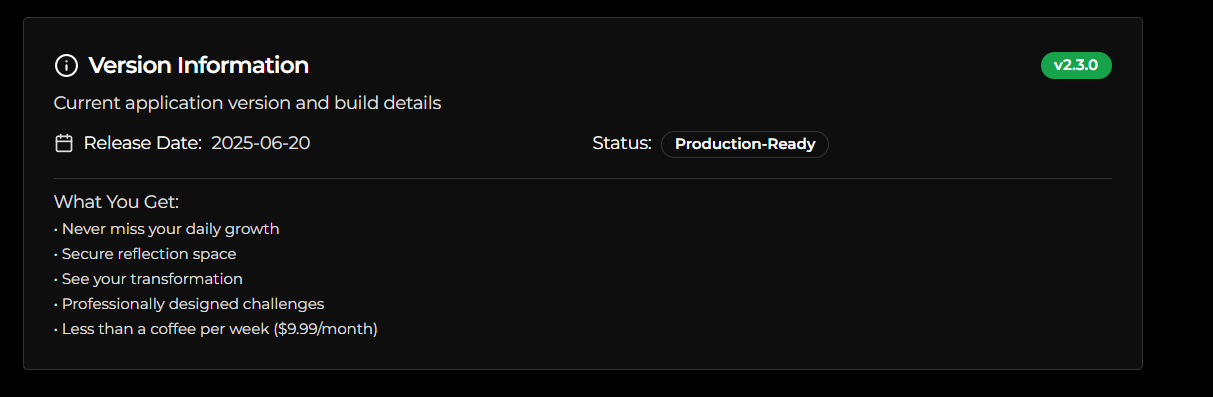 Version Information
v2.3.0
Current application version and build details
Release Date: 2025-06-20
Status: Production-Ready
What You Get:
• Never miss your daily growth
• Secure reflection space
• See your transformation
• Professionally designed challenges
• Less than a coffee per week ($9.99/month)